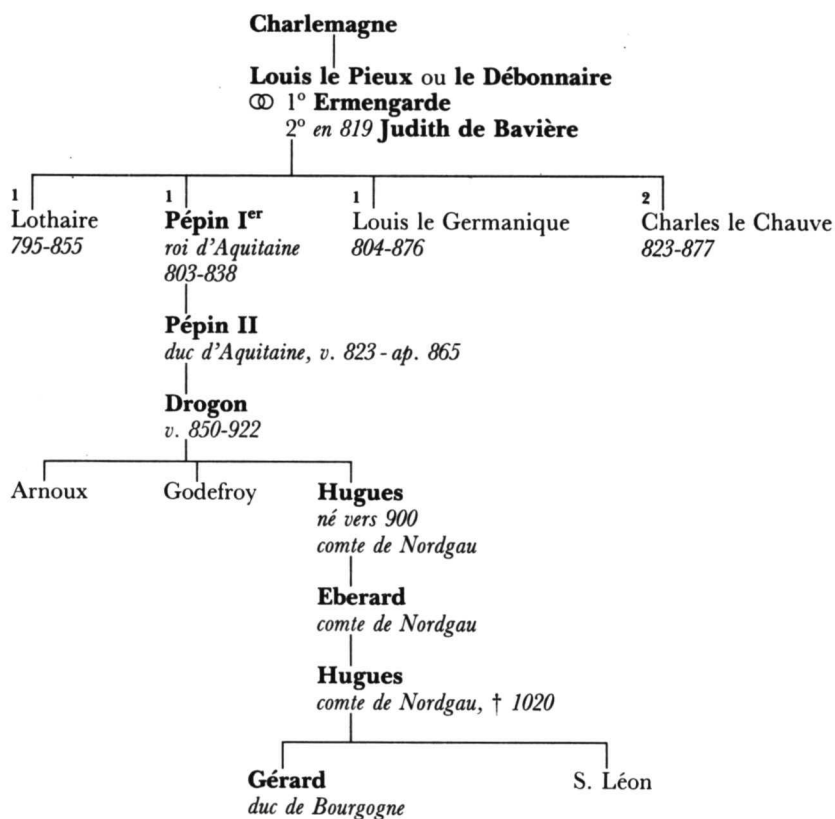 Charlemagne
Louis le Pieux ou le Débonnaire
⚭ 1° Ermengarde
2° en 819 Judith de Bavière
1 1 1 2
Lothaire Pépin Ier Louis le Germanique Charles le Chauve
795-855 roi d'Aquitaine 804-876 823-877
803-838
Pépin II
duc d'Aquitaine, v. 823 - ap. 865
Drogon
v. 850-922
Arnoux Godefroy Hugues
né vers 900
comte de Nordgau
Eberard
comte de Nordgau
Hugues
comte de Nordgau, † 1020
Gérard S. Léon
duc de Bourgogne